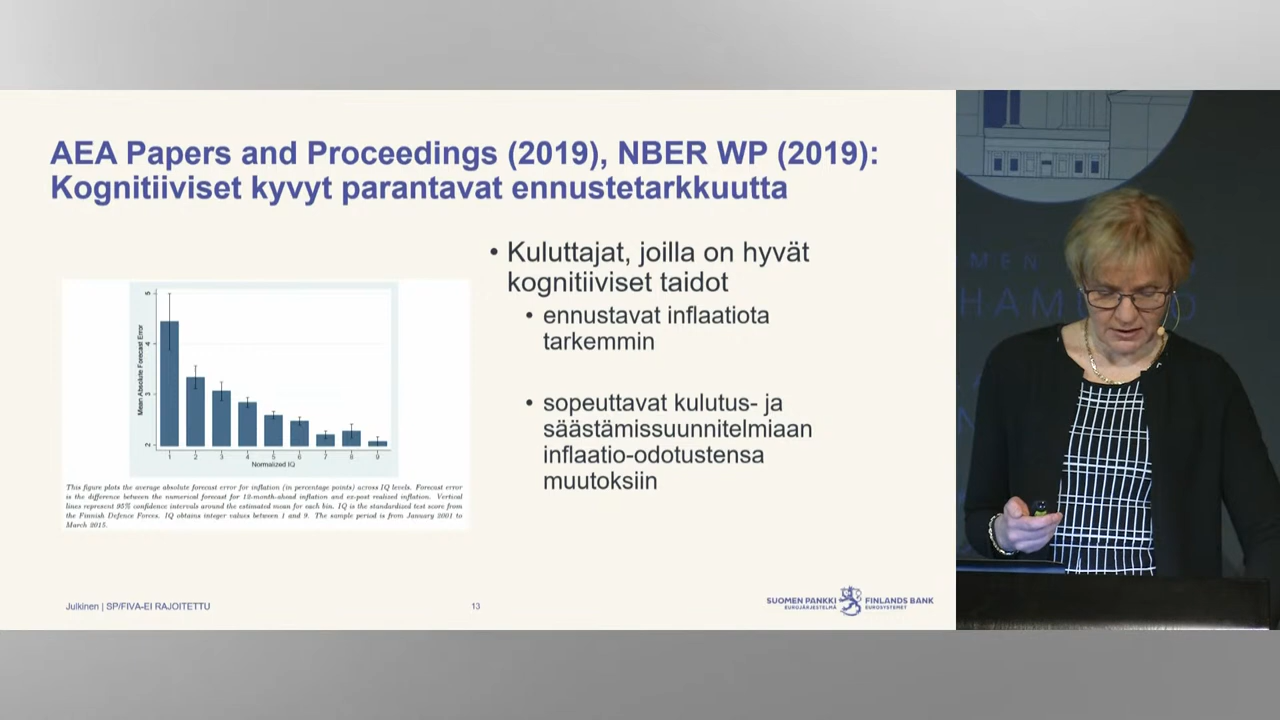 AEA Papers and Proceedings (2019), NBER WP (2019):
Kognitiiviset kyvyt parantavat ennustetarkkuutta
• Kuluttajat, joilla on hyvät
kognitiiviset taidot
• ennustavat inflaatiota
tarkemmin
• sopeuttavat kulutus- ja
säästämissuunnitelmiaan
inflaatio-odotustensa
muutoksiin
Mean Absolute Forecast Error
5
4
3
2
1 2 3 4 5 6 7 8 9
Normalized IQ
This figure plots the average absolute forecast error for inflation (in percentage points) across IQ levels. Forecast error
is the difference between the numerical forecast for 12-month-ahead inflation and ex-post realized inflation. Vertical
lines represent 95% confidence intervals around the estimated mean for each bin. IQ is the standardized test score from
the Finnish Defence Forces. IQ obtains integer values between 1 and 9. The sample period is from January 2001 to
March 2015.
Julkinen | SP/FIVA-EI RAJOITETTU
13
SUOMEN PANKKI FINLANDS BANK
EUROJÄRJESTELMÄ EUROSYSTEMET